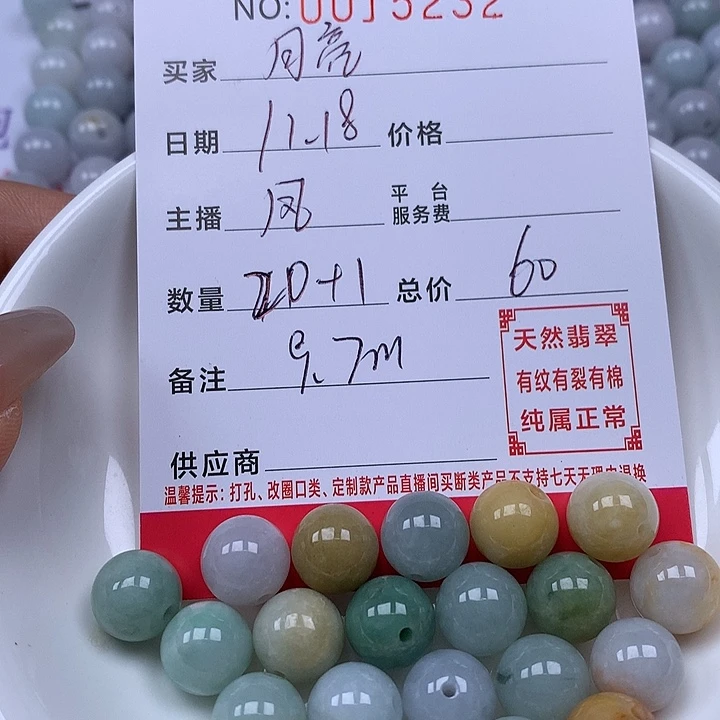 NO: 0015232
买家 月亮
日期 11.18 价格
主播 风 平台服务费
数量 20+1 总价 60
备注 9.7m
天然翡翠
有纹有裂有棉
纯属正常
供应商
温馨提示：打孔、改圈口类、定制款产品直播间买断类产品不支持七天无理由退换